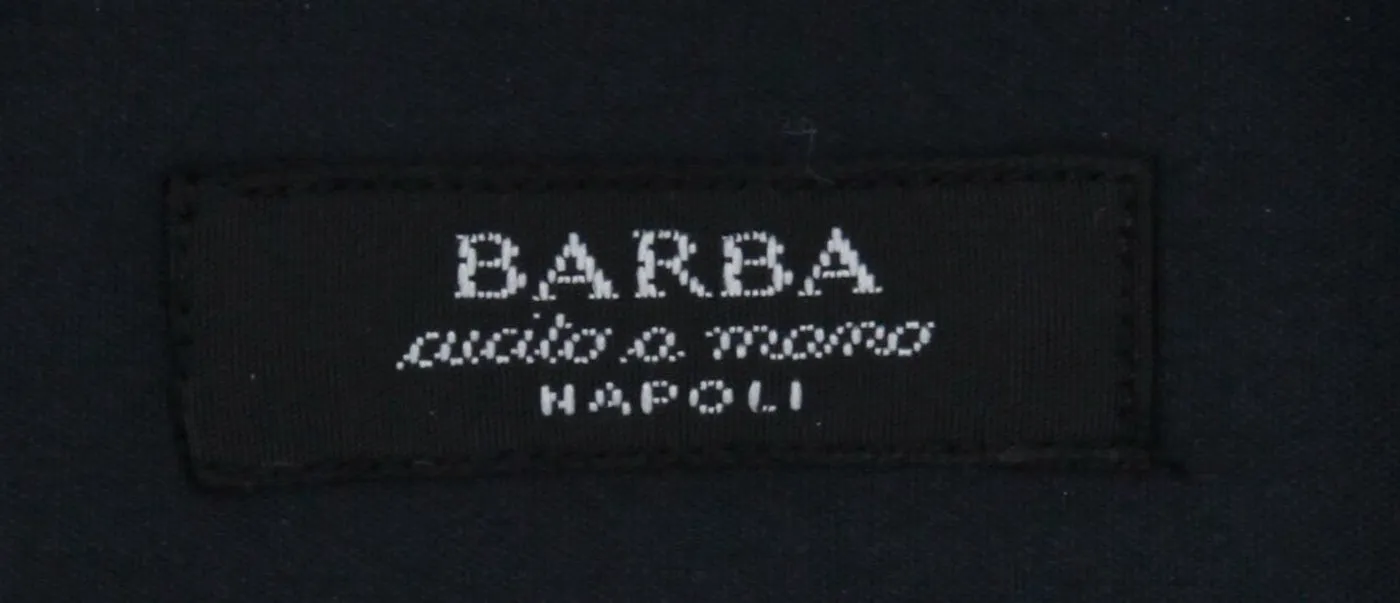 BARBA
cucito a mano
NAPOLI